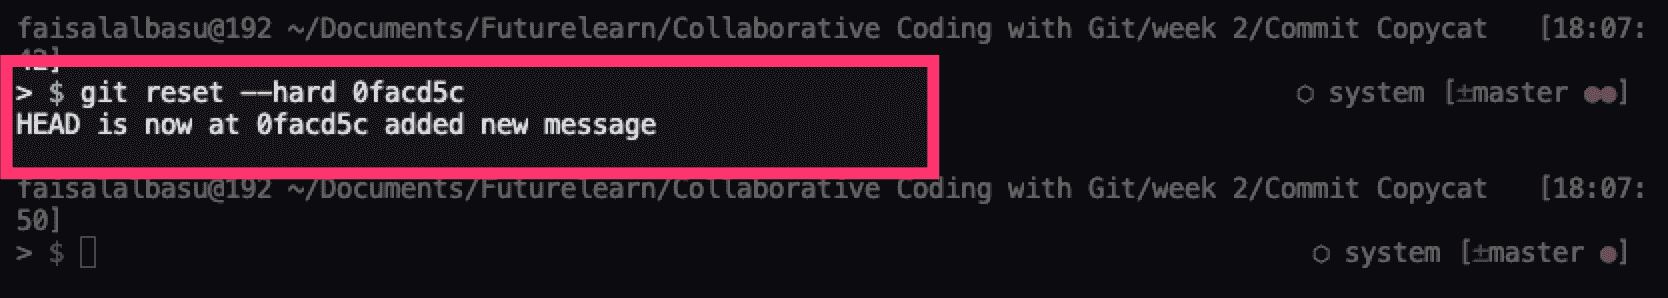 faisalalbasu@192 ~/Documents/Futurelearn/Collaborative Coding with Git/week 2/Commit Copycat [18:07:
42]
> $ git reset --hard 0facd5c ⬡ system [±master ●●]
HEAD is now at 0facd5c added new message
faisalalbasu@192 ~/Documents/Futurelearn/Collaborative Coding with Git/week 2/Commit Copycat [18:07:
50]
> $ ⬡ system [±master ●]